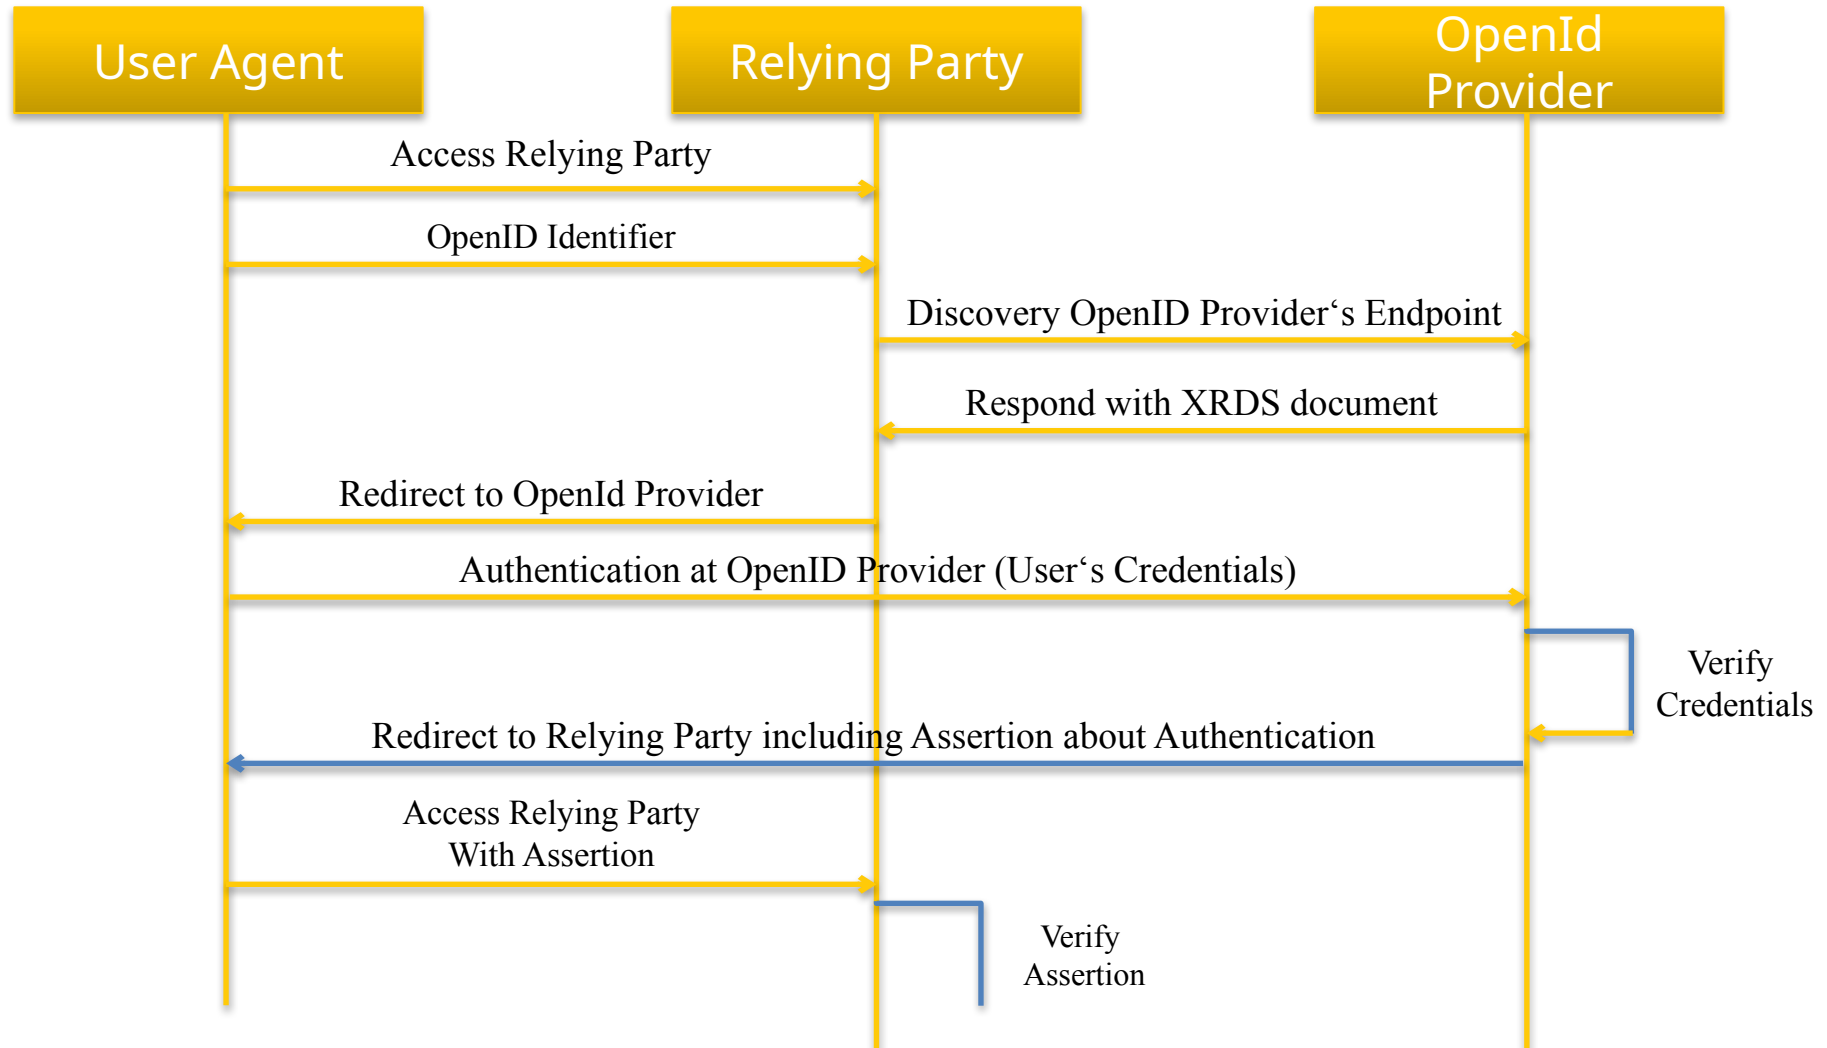 User Agent
Relying Party
OpenId
Provider
Access Relying Party
OpenID Identifier
Discovery OpenID Provider‘s Endpoint
Respond with XRDS document
Redirect to OpenId Provider
Authentication at OpenID Provider (User‘s Credentials)
Verify
Credentials
Redirect to Relying Party including Assertion about Authentication
Access Relying Party
With Assertion
Verify
Assertion